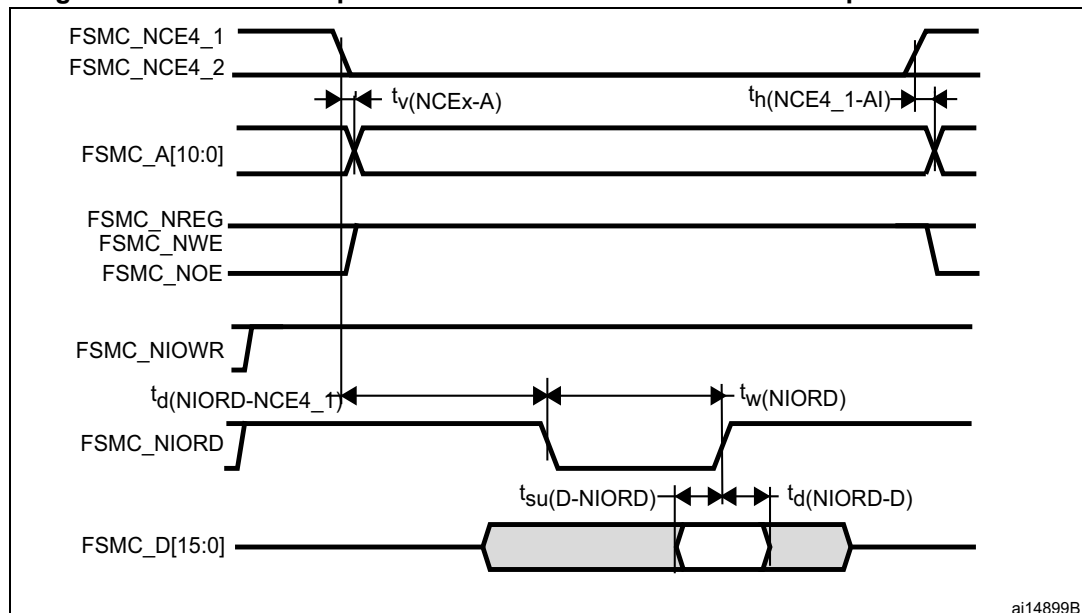 FSMC_NCE4_1
FSMC_NCE4_2
tv(NCEx-A)
th(NCE4_1-AI)
FSMC_A[10:0]
FSMC_NREG
FSMC_NWE
FSMC_NOE
FSMC_NIOWR
td(NIORD-NCE4_1)
tw(NIORD)
FSMC_NIORD
tsu(D-NIORD)
td(NIORD-D)
FSMC_D[15:0]
ai14899B